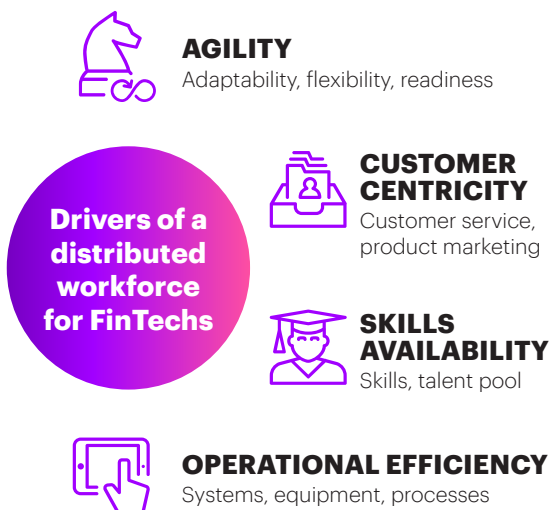 AGILITY
Adaptability, flexibility, readiness
Drivers of a
distributed
workforce
for FinTechs
CUSTOMER
CENTRICITY
Customer service,
product marketing
SKILLS
AVAILABILITY
Skills, talent pool
OPERATIONAL EFFICIENCY
Systems, equipment, processes